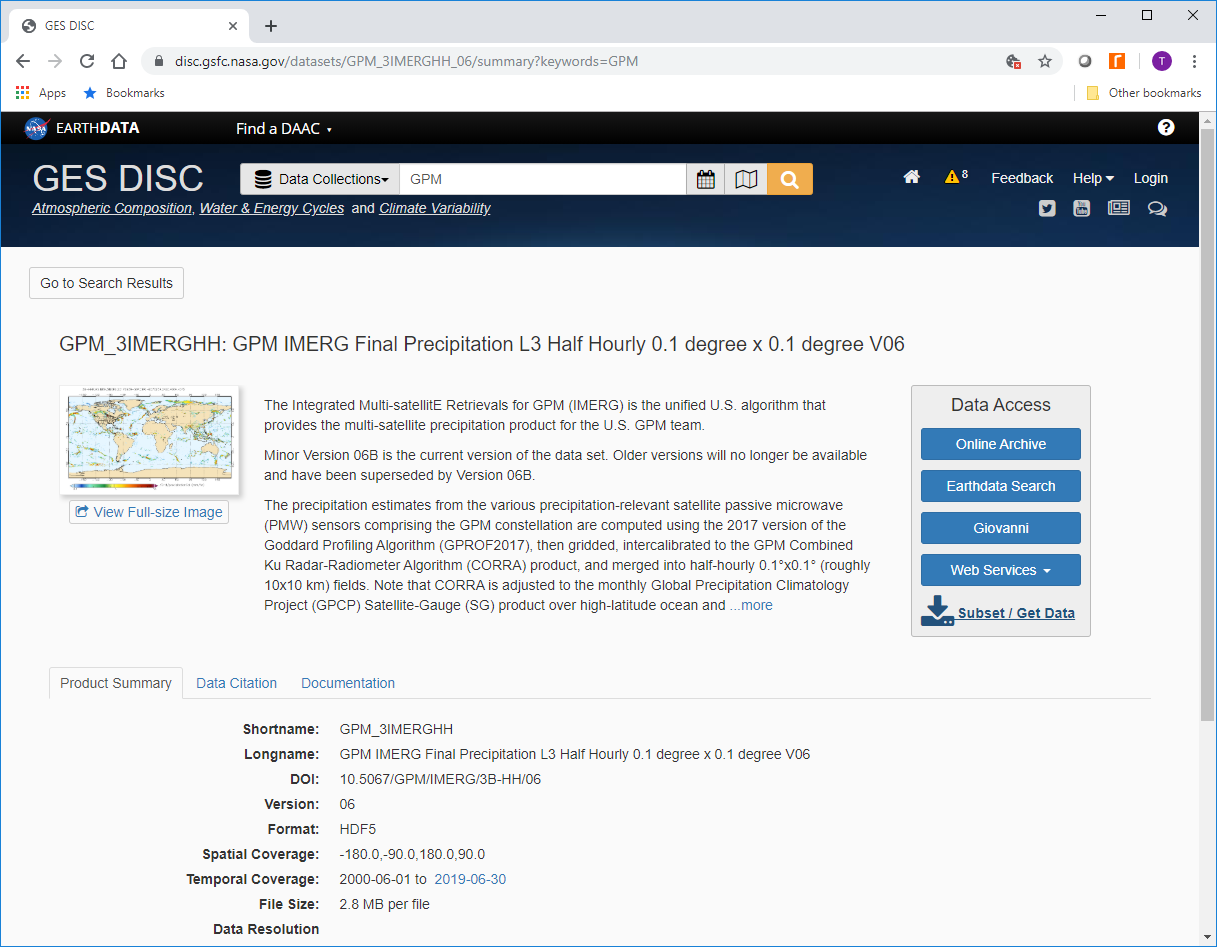 GES DISC
disc.gsfc.nasa.gov/datasets/GPM_3IMERGHH_06/summary?keywords=GPM
T
Apps Bookmarks Other bookmarks
NASA EARTHDATA Find a DAAC
GES DISC Data Collections GPM 8 Feedback Help Login
Atmospheric Composition, Water & Energy Cycles and Climate Variability
Go to Search Results
GPM_3IMERGHH: GPM IMERG Final Precipitation L3 Half Hourly 0.1 degree x 0.1 degree V06
View Full-size Image
The Integrated Multi-satellitE Retrievals for GPM (IMERG) is the unified U.S. algorithm that
provides the multi-satellite precipitation product for the U.S. GPM team.
Minor Version 06B is the current version of the data set. Older versions will no longer be available
and have been superseded by Version 06B.
The precipitation estimates from the various precipitation-relevant satellite passive microwave
(PMW) sensors comprising the GPM constellation are computed using the 2017 version of the
Goddard Profiling Algorithm (GPROF2017), then gridded, intercalibrated to the GPM Combined
Ku Radar-Radiometer Algorithm (CORRA) product, and merged into half-hourly 0.1°x0.1° (roughly
10x10 km) fields. Note that CORRA is adjusted to the monthly Global Precipitation Climatology
Project (GPCP) Satellite-Gauge (SG) product over high-latitude ocean and ...more
Data Access
Online Archive
Earthdata Search
Giovanni
Web Services
Subset / Get Data
Product Summary Data Citation Documentation
Shortname: GPM_3IMERGHH
Longname: GPM IMERG Final Precipitation L3 Half Hourly 0.1 degree x 0.1 degree V06
DOI: 10.5067/GPM/IMERG/3B-HH/06
Version: 06
Format: HDF5
Spatial Coverage: -180.0,-90.0,180.0,90.0
Temporal Coverage: 2000-06-01 to 2019-06-30
File Size: 2.8 MB per file
Data Resolution